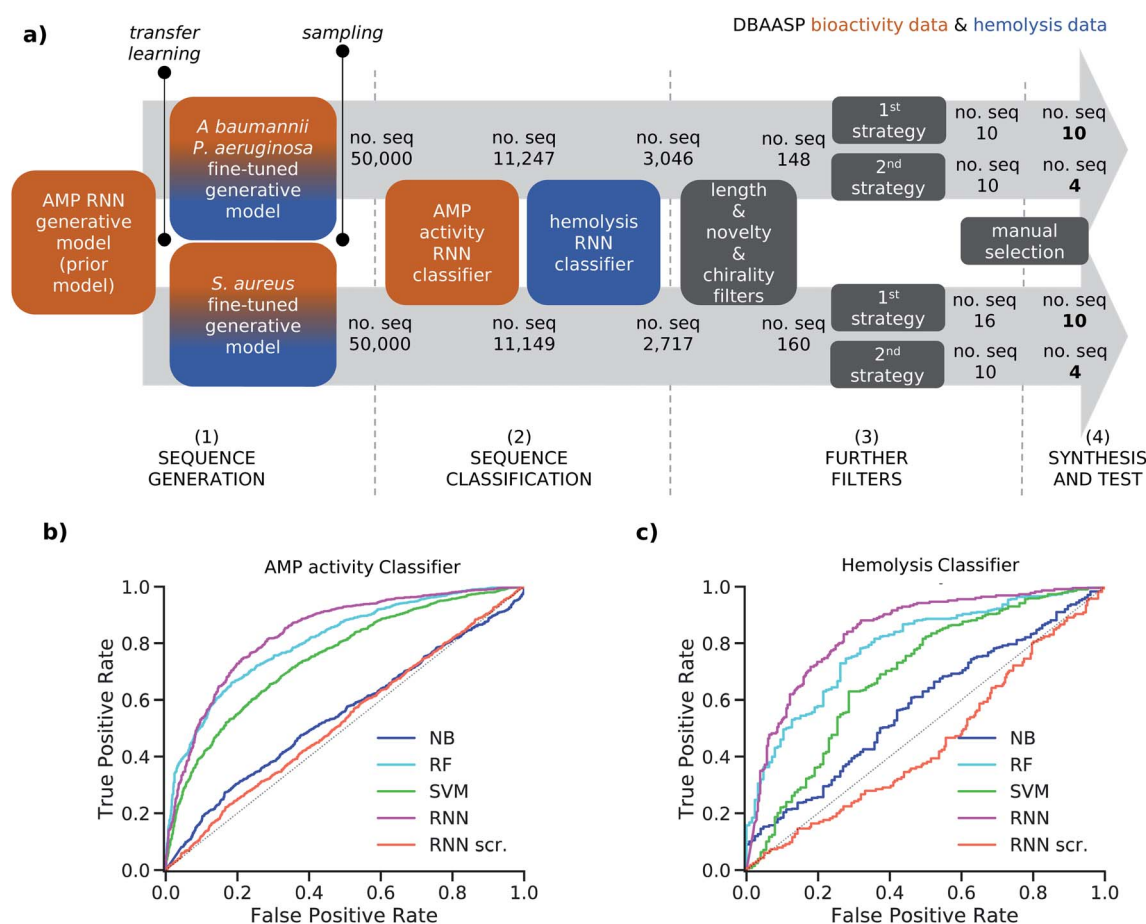 a)
transfer
learning
sampling
DBAASP bioactivity data & hemolysis data
AMP RNN
generative
model
(prior
model)
A baumannii
P. aeruginosa
fine-tuned
generative
model
S. aureus
fine-tuned
generative
model
no. seq
50,000
no. seq
11,247
no. seq
3,046
no. seq
148
1st
strategy
2nd
strategy
no. seq
10
no. seq
10
no. seq
10
no. seq
4
AMP
activity
RNN
classifier
hemolysis
RNN
classifier
length
&
novelty
&
chirality
filters
manual
selection
no. seq
50,000
no. seq
11,149
no. seq
2,717
no. seq
160
1st
strategy
2nd
strategy
no. seq
16
no. seq
10
no. seq
10
no. seq
4
(1)
SEQUENCE
GENERATION
(2)
SEQUENCE
CLASSIFICATION
(3)
FURTHER
FILTERS
(4)
SYNTHESIS
AND TEST
b)
AMP activity Classifier
True Positive Rate
1.0
0.8
0.6
0.4
0.2
0.0
NB
RF
SVM
RNN
RNN scr.
0.0 0.2 0.4 0.6 0.8 1.0
False Positive Rate
c)
Hemolysis Classifier
True Positive Rate
1.0
0.8
0.6
0.4
0.2
0.0
NB
RF
SVM
RNN
RNN scr.
0.0 0.2 0.4 0.6 0.8 1.0
False Positive Rate